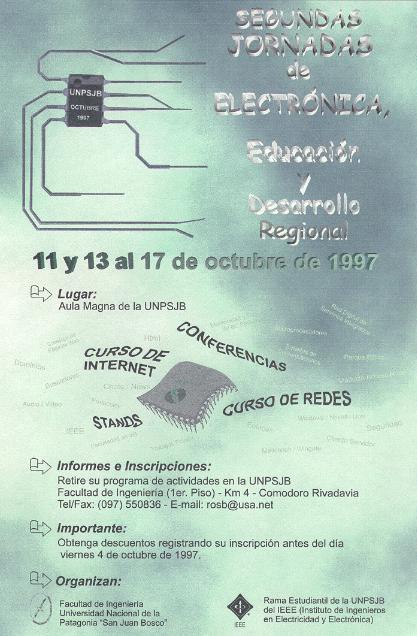 SEGUNDAS
JORNADAS
de
ELECTRÓNICA,
Educación
y
Desarrollo
Regional
UNPSJB
OCTUBRE
1997
11 y 13 al 17 de octubre de 1997
Lugar:
Aula Magna de la UNPSJB
CONFERENCIAS
CURSO DE
INTERNET
CURSO DE REDES
STANDS
Html
Audio / Video
IEEE
Seguridad
Informes e Inscripciones:
Retire su programa de actividades en la UNPSJB
Facultad de Ingeniería (1er. Piso) - Km 4 - Comodoro Rivadavia
Tel/Fax: (097) 550836 - E-mail: rosb@usa.net
Importante:
Obtenga descuentos registrando su inscripción antes del día
viernes 4 de octubre de 1997.
Organizan:
Facultad de Ingeniería
Universidad Nacional de la
Patagonia "San Juan Bosco"
IEEE
Rama Estudiantil de la UNPSJB
del IEEE (Instituto de Ingenieros
en Electricidad y Electrónica)